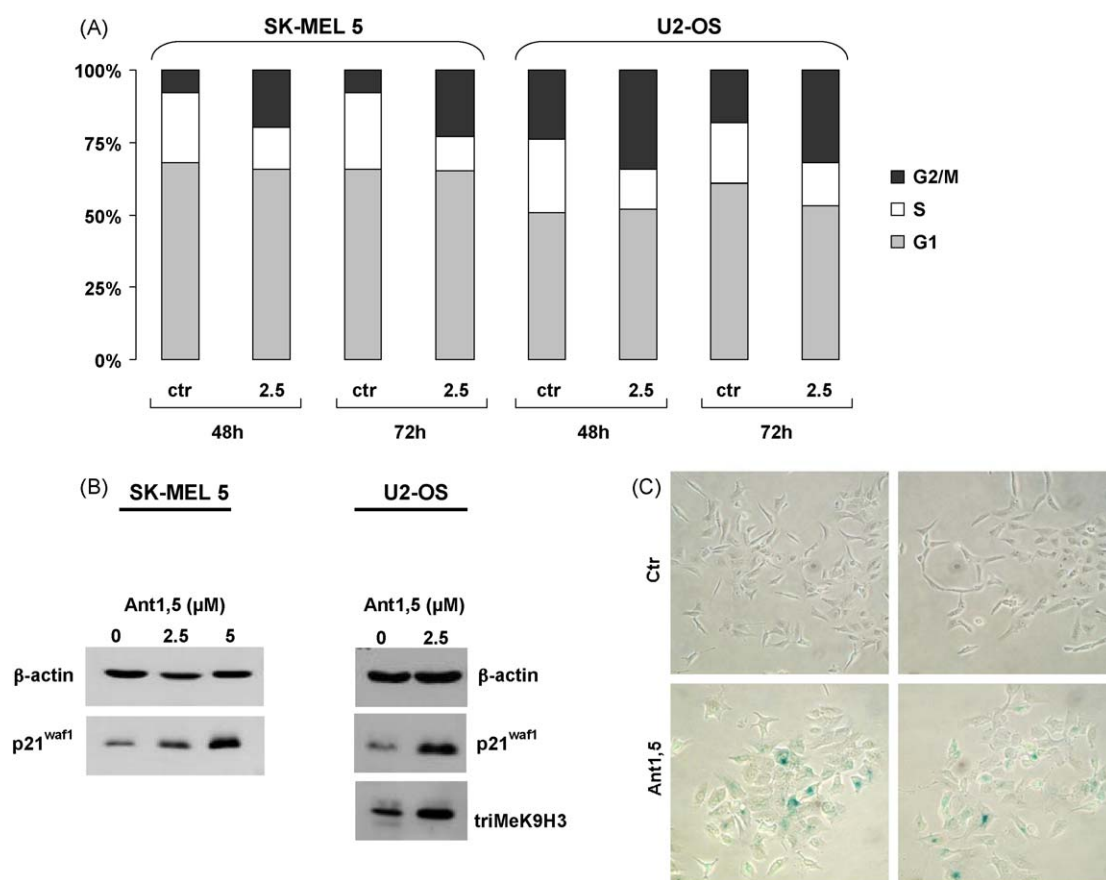 (A)
SK-MEL 5 U2-OS
100%
75%
50%
25%
0%
G2/M
S
G1
ctr 2.5 ctr 2.5 ctr 2.5 ctr 2.5
48h 72h 48h 72h
(B)
SK-MEL 5
Ant1,5 (µM)
0 2.5 5
β-actin
p21waf1
U2-OS
Ant1,5 (µM)
0 2.5
β-actin
p21waf1
triMeK9H3
(C)
Ctr
Ant1,5